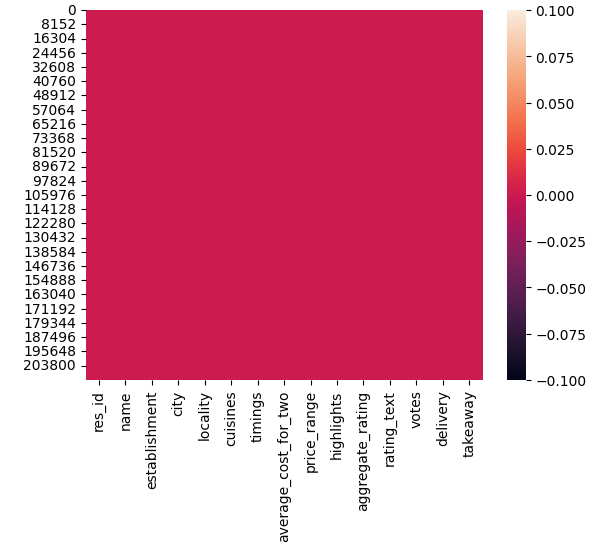 0
8152
16304
24456
32608
40760
48912
57064
65216
73368
81520
89672
97824
105976
114128
122280
130432
138584
146736
154888
163040
171192
179344
187496
195648
203800
res_id
name
establishment
city
locality
cuisines
timings
average_cost_for_two
price_range
highlights
aggregate_rating
rating_text
votes
delivery
takeaway
0.100
0.075
0.050
0.025
0.000
−0.025
−0.050
−0.075
−0.100